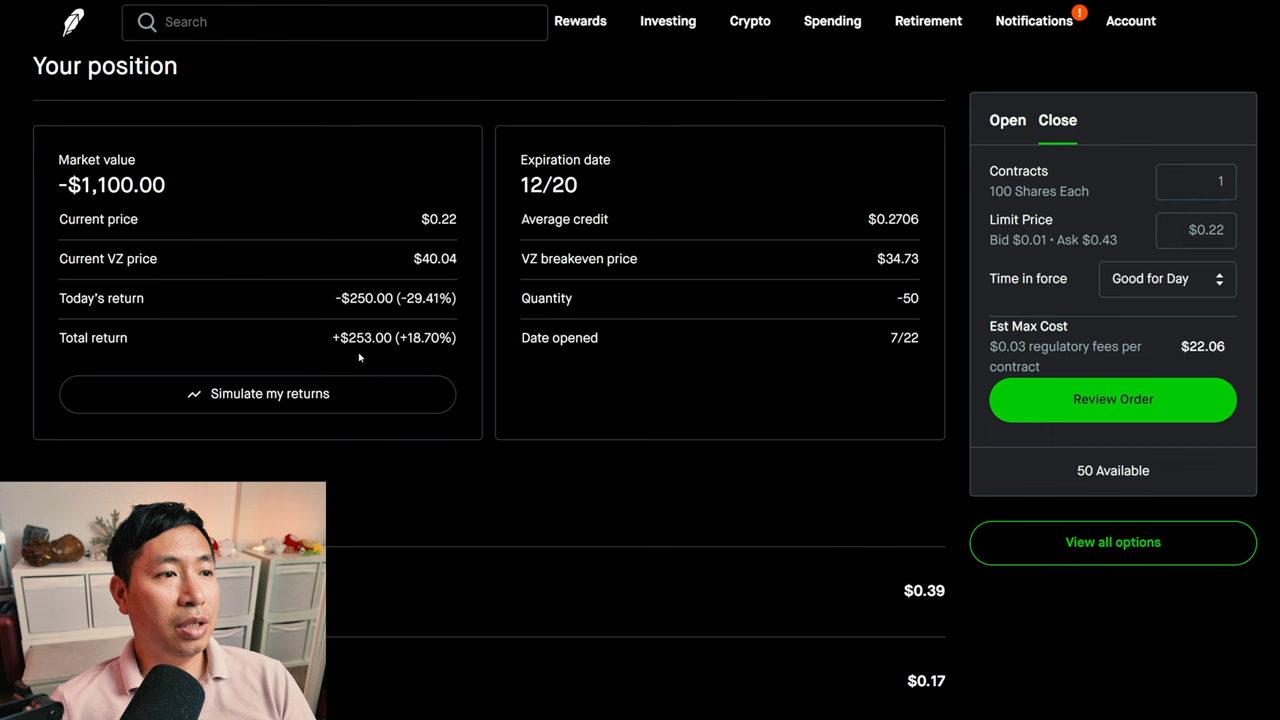 Search
Rewards
Investing
Crypto
Spending
Retirement
Notifications
!
Account
Your position
Market value
-$1,100.00
Current price $0.22
Current VZ price $40.04
Today's return -$250.00 (-29.41%)
Total return +$253.00 (+18.70%)
Simulate my returns
Expiration date
12/20
Average credit $0.2706
VZ breakeven price $34.73
Quantity -50
Date opened 7/22
Open Close
Contracts 1
100 Shares Each
Limit Price $0.22
Bid $0.01 • Ask $0.43
Time in force Good for Day
Est Max Cost
$0.03 regulatory fees per $22.06
contract
Review Order
50 Available
View all options
$0.39
$0.17